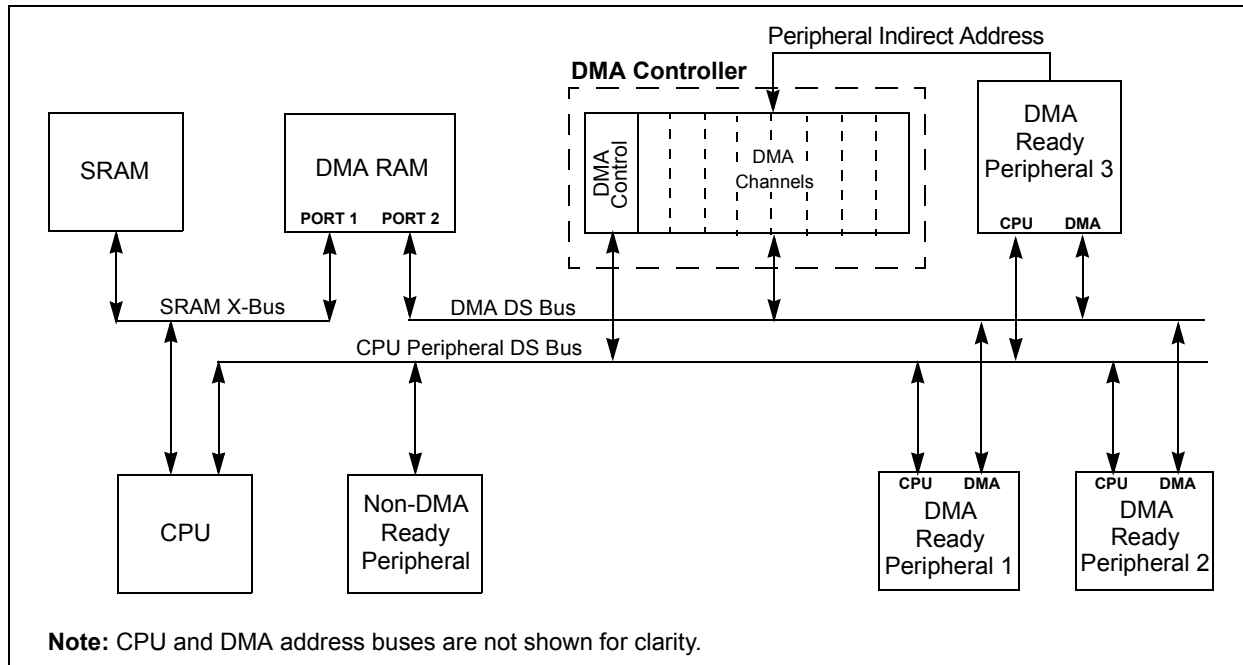 Peripheral Indirect Address
DMA Controller
SRAM
DMA RAM
PORT 1 PORT 2
DMA
Control
DMA
Channels
DMA
Ready
Peripheral 3
CPU DMA
SRAM X-Bus
DMA DS Bus
CPU Peripheral DS Bus
CPU
Non-DMA
Ready
Peripheral
CPU DMA
DMA
Ready
Peripheral 1
CPU DMA
DMA
Ready
Peripheral 2
Note: CPU and DMA address buses are not shown for clarity.